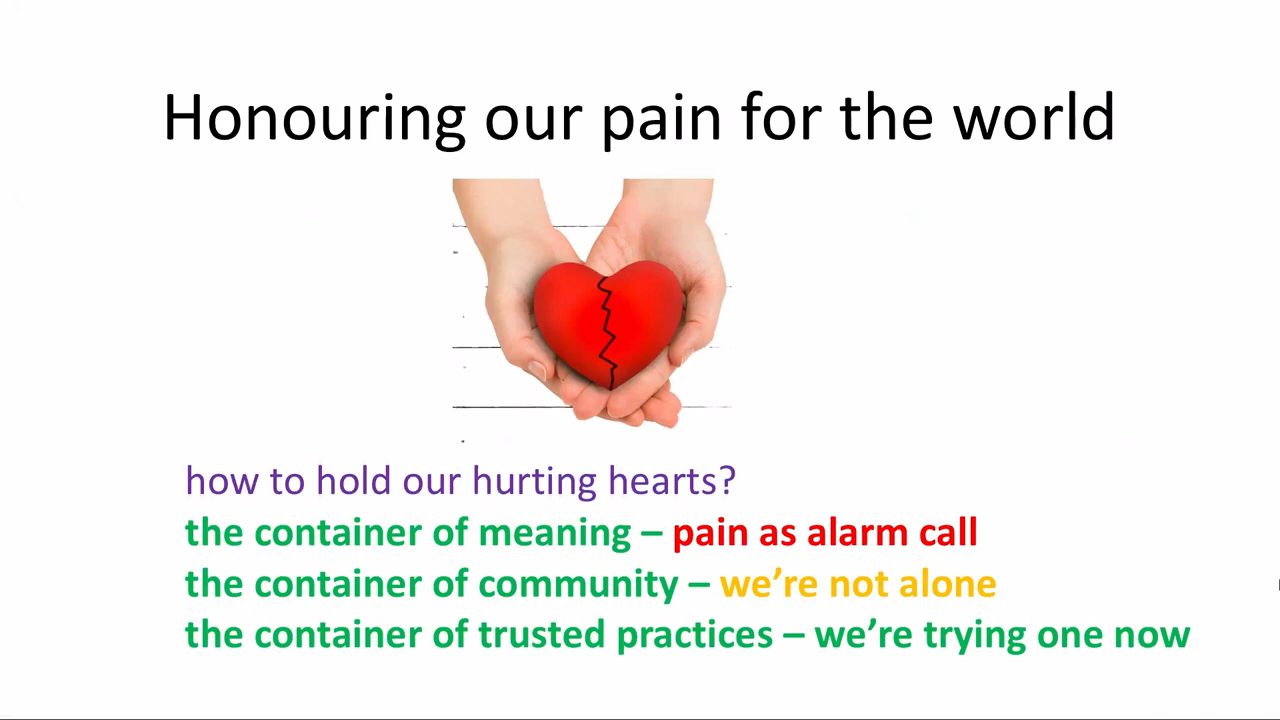 Honouring our pain for the world
how to hold our hurting hearts?
the container of meaning – pain as alarm call
the container of community – we’re not alone
the container of trusted practices – we’re trying one now